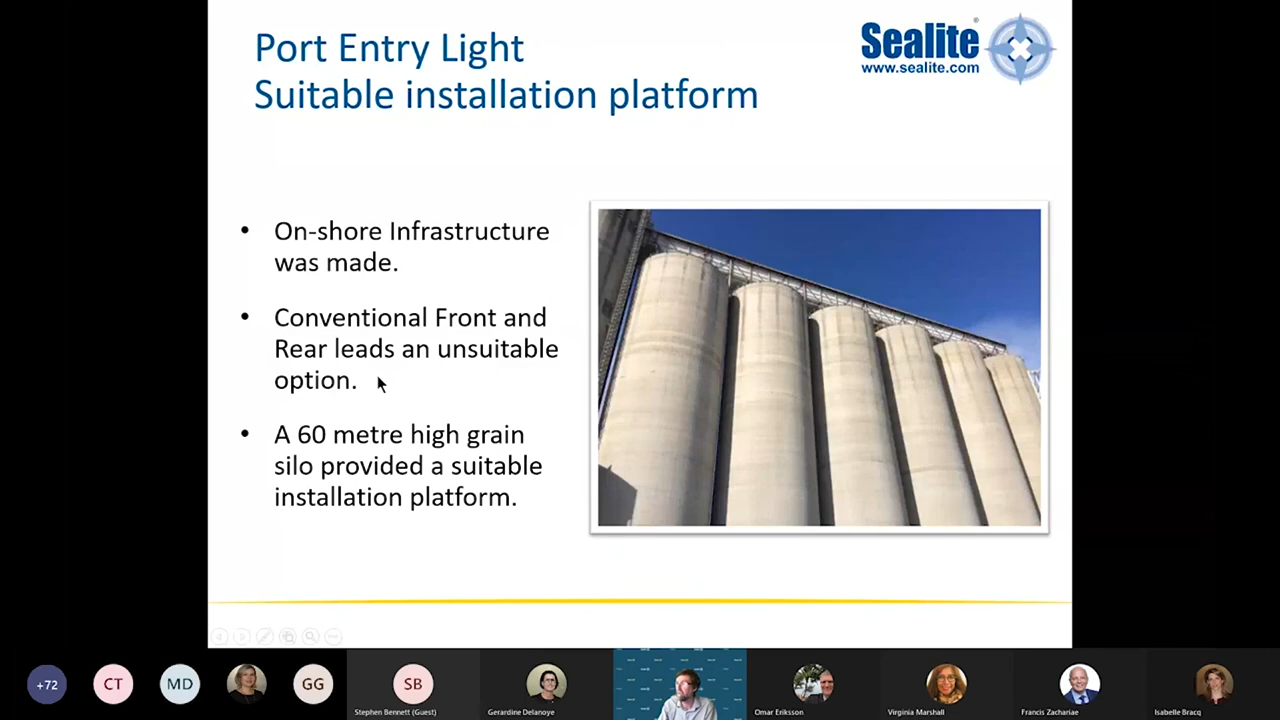 Port Entry Light
Suitable installation platform
Sealite®
www.sealite.com
• On-shore Infrastructure
was made.
• Conventional Front and
Rear leads an unsuitable
option.
• A 60 metre high grain
silo provided a suitable
installation platform.
+72
CT
MD
GG
SB
Stephen Bennett (Guest)
Gerardine Delanoye
Omar Eriksson
Virginia Marshall
Francis Zachariae
Isabelle Bracq